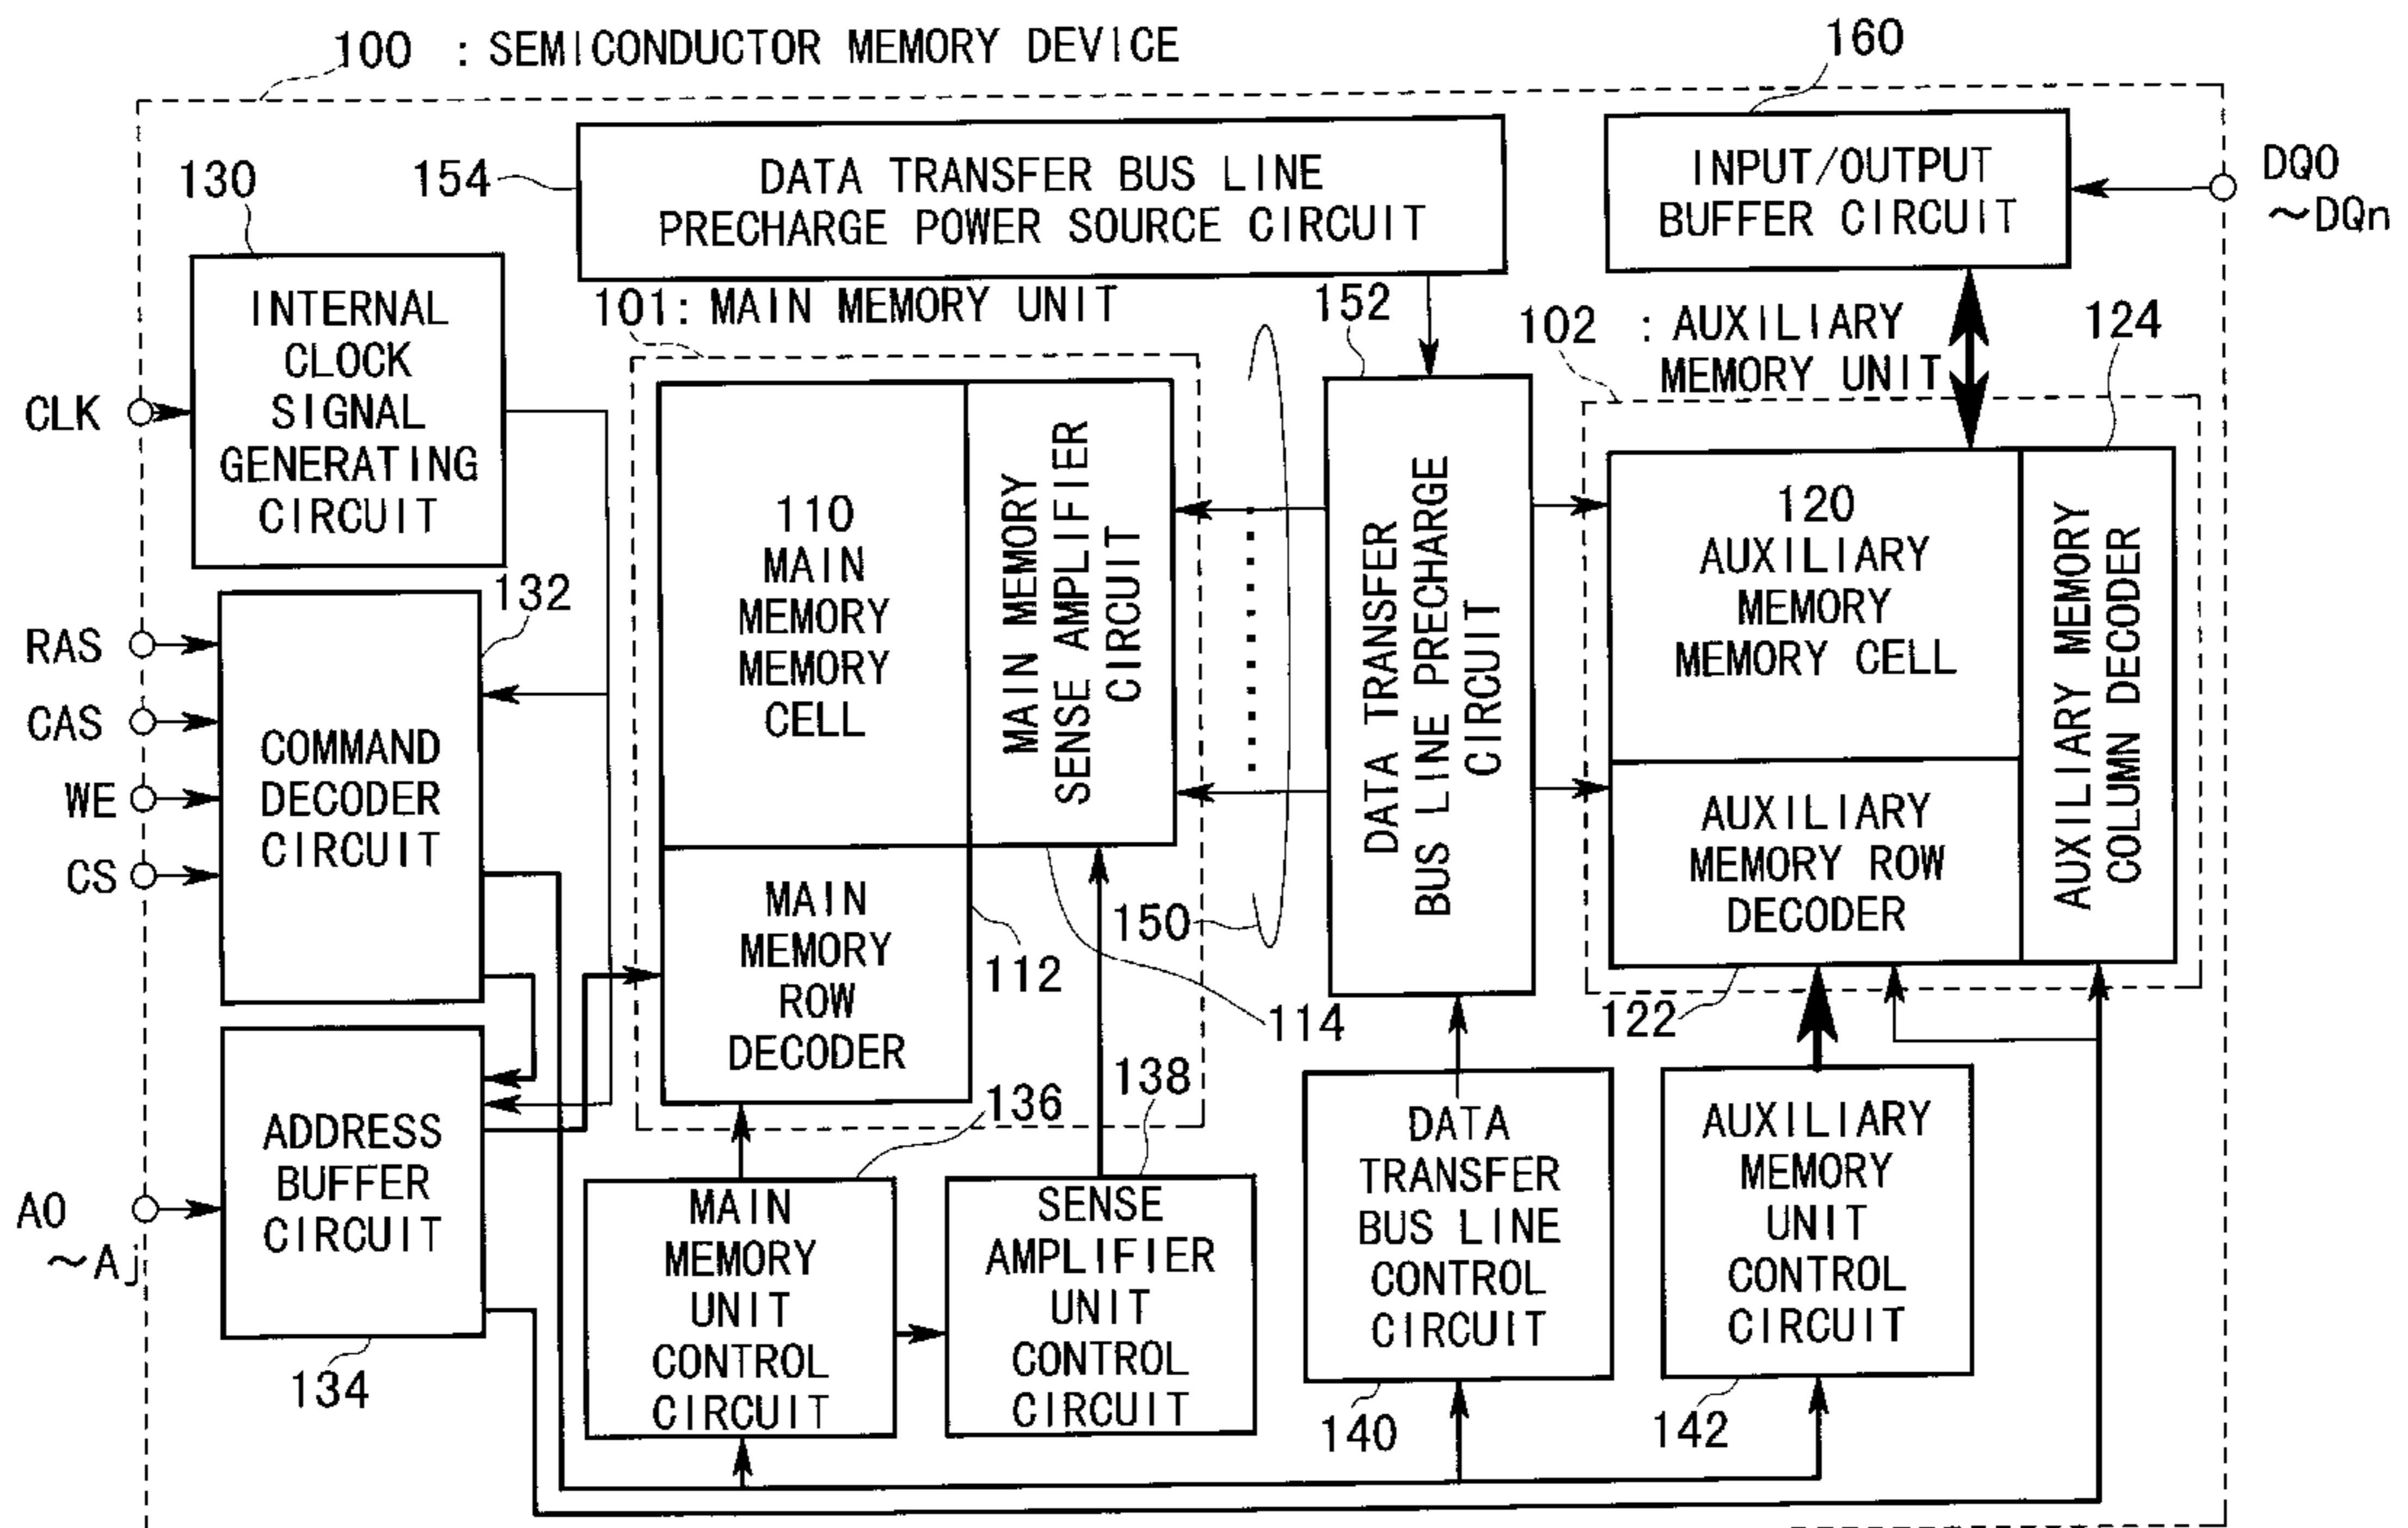 100 : SEMICONDUCTOR MEMORY DEVICE
160
130
154
DATA TRANSFER BUS LINE
PRECHARGE POWER SOURCE CIRCUIT
INPUT/OUTPUT
BUFFER CIRCUIT
DQ0
~DQn
INTERNAL
CLOCK
SIGNAL
GENERATING
CIRCUIT
CLK
101: MAIN MEMORY UNIT
152
102 : AUXILIARY
MEMORY UNIT
124
132
RAS
CAS
WE
CS
COMMAND
DECODER
CIRCUIT
110
MAIN
MEMORY
MEMORY
CELL
MAIN MEMORY
SENSE AMPLIFIER
CIRCUIT
DATA TRANSFER
BUS LINE PRECHARGE
CIRCUIT
120
AUXILIARY
MEMORY
MEMORY CELL
AUXILIARY MEMORY
COLUMN DECODER
AUXILIARY
MEMORY ROW
DECODER
MAIN
MEMORY
ROW
DECODER
112
150
114
122
138
136
A0
~Aj
ADDRESS
BUFFER
CIRCUIT
134
MAIN
MEMORY
UNIT
CONTROL
CIRCUIT
SENSE
AMPLIFIER
UNIT
CONTROL
CIRCUIT
DATA
TRANSFER
BUS LINE
CONTROL
CIRCUIT
140
AUXILIARY
MEMORY
UNIT
CONTROL
CIRCUIT
142